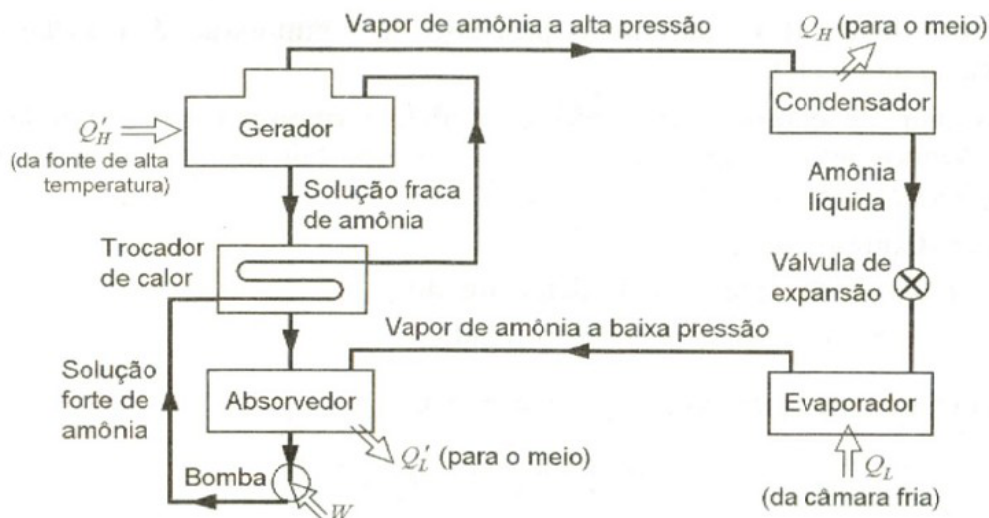 Vapor de amônia a alta pressão
Q_H (para o meio)
Condensador
Gerador
Q'_H
(da fonte de alta
temperatura)
Solução fraca
de amônia
Amônia
líquida
Trocador
de calor
Válvula de
expansão
Vapor de amônia a baixa pressão
Solução
forte de
amônia
Absorvedor
Evaporador
Q'_L (para o meio)
Bomba
W
Q_L
(da câmara fria)